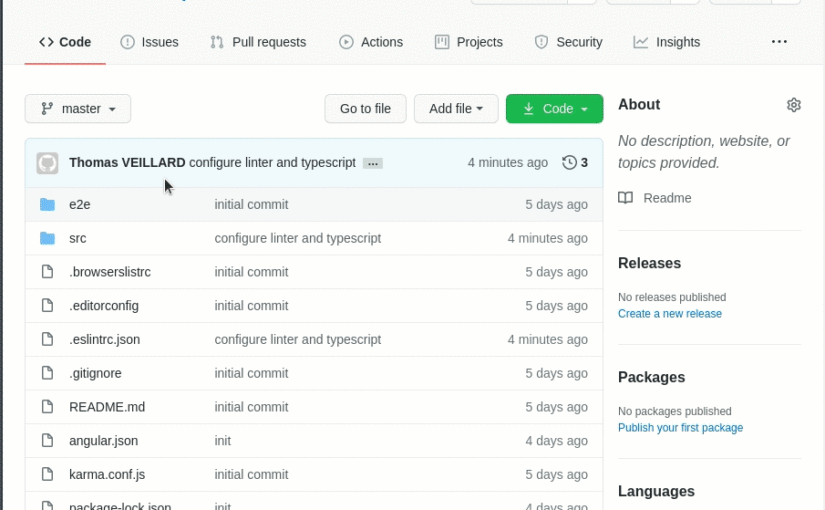 Code Issues Pull requests Actions Projects Security Insights ...
master Go to file Add file Code
Thomas VEILLARD configure linter and typescript ... 4 minutes ago 3
e2e initial commit 5 days ago
src configure linter and typescript 4 minutes ago
.browserslistrc initial commit 5 days ago
.editorconfig initial commit 5 days ago
.eslintrc.json configure linter and typescript 4 minutes ago
.gitignore initial commit 5 days ago
README.md initial commit 5 days ago
angular.json init 4 days ago
karma.conf.js initial commit 5 days ago
package-lock.json init 4 days ago
About
No description, website, or
topics provided.
Readme
Releases
No releases published
Create a new release
Packages
No packages published
Publish your first package
Languages